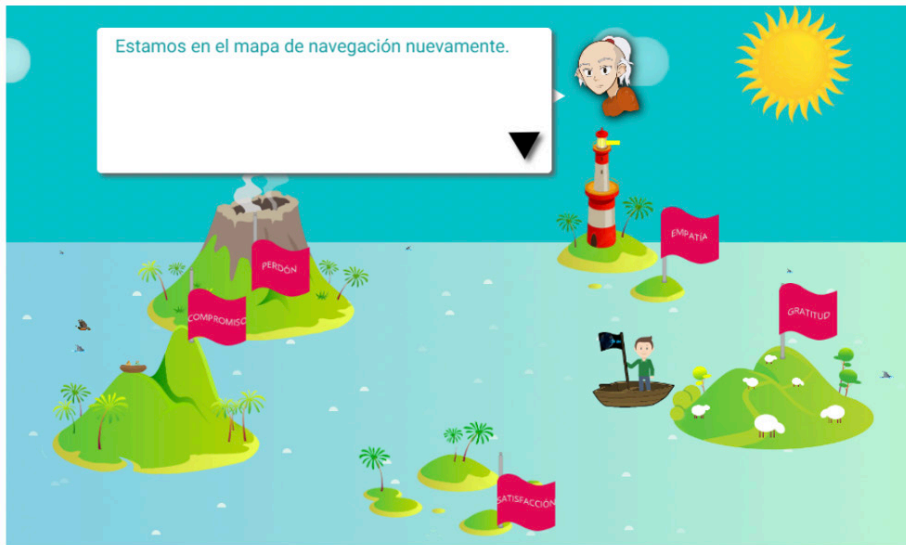 Estamos en el mapa de navegación nuevamente.
EMPATÍA
PERDÓN
GRATITUD
COMPROMISO
SATISFACCIÓN